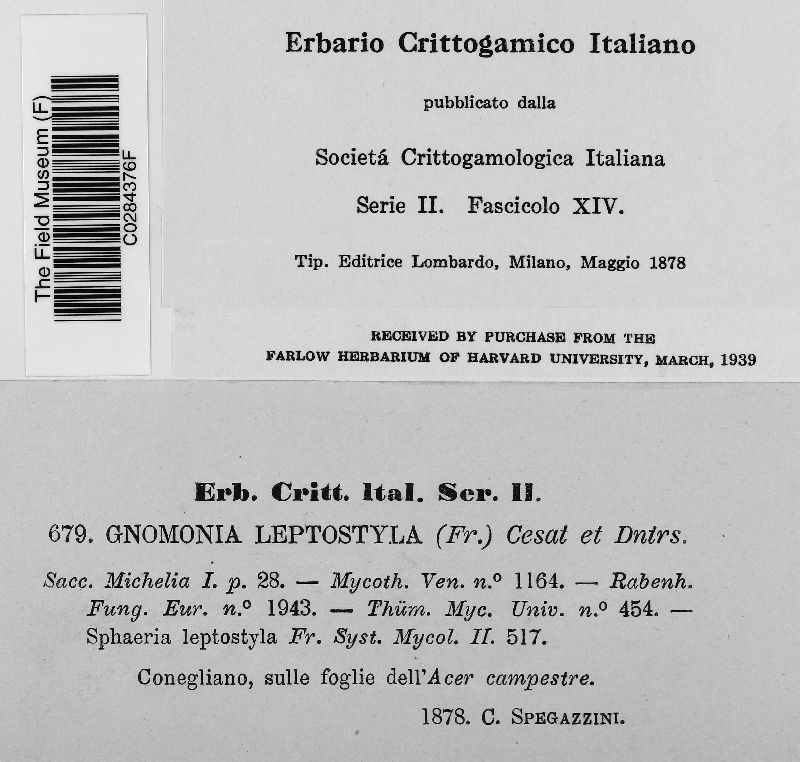 The Field Museum (F)
C0284376F
Erbario Crittogamico Italiano
pubblicato dalla
Societá Crittogamologica Italiana
Serie II. Fascicolo XIV.
Tip. Editrice Lombardo, Milano, Maggio 1878
RECEIVED BY PURCHASE FROM THE
FARLOW HERBARIUM OF HARVARD UNIVERSITY, MARCH, 1939
Erb. Critt. Ital. Ser. II.
679. GNOMONIA LEPTOSTYLA (Fr.) Cesat et Dntrs.
Sacc. Michelia I. p. 28. — Mycoth. Ven. n.º 1164. — Rabenh.
Fung. Eur. n.º 1943. — Thüm. Myc. Univ. n.º 454. —
Sphaeria leptostyla Fr. Syst. Mycol. II. 517.
Conegliano, sulle foglie dell'Acer campestre.
1878. C. SPEGAZZINI.